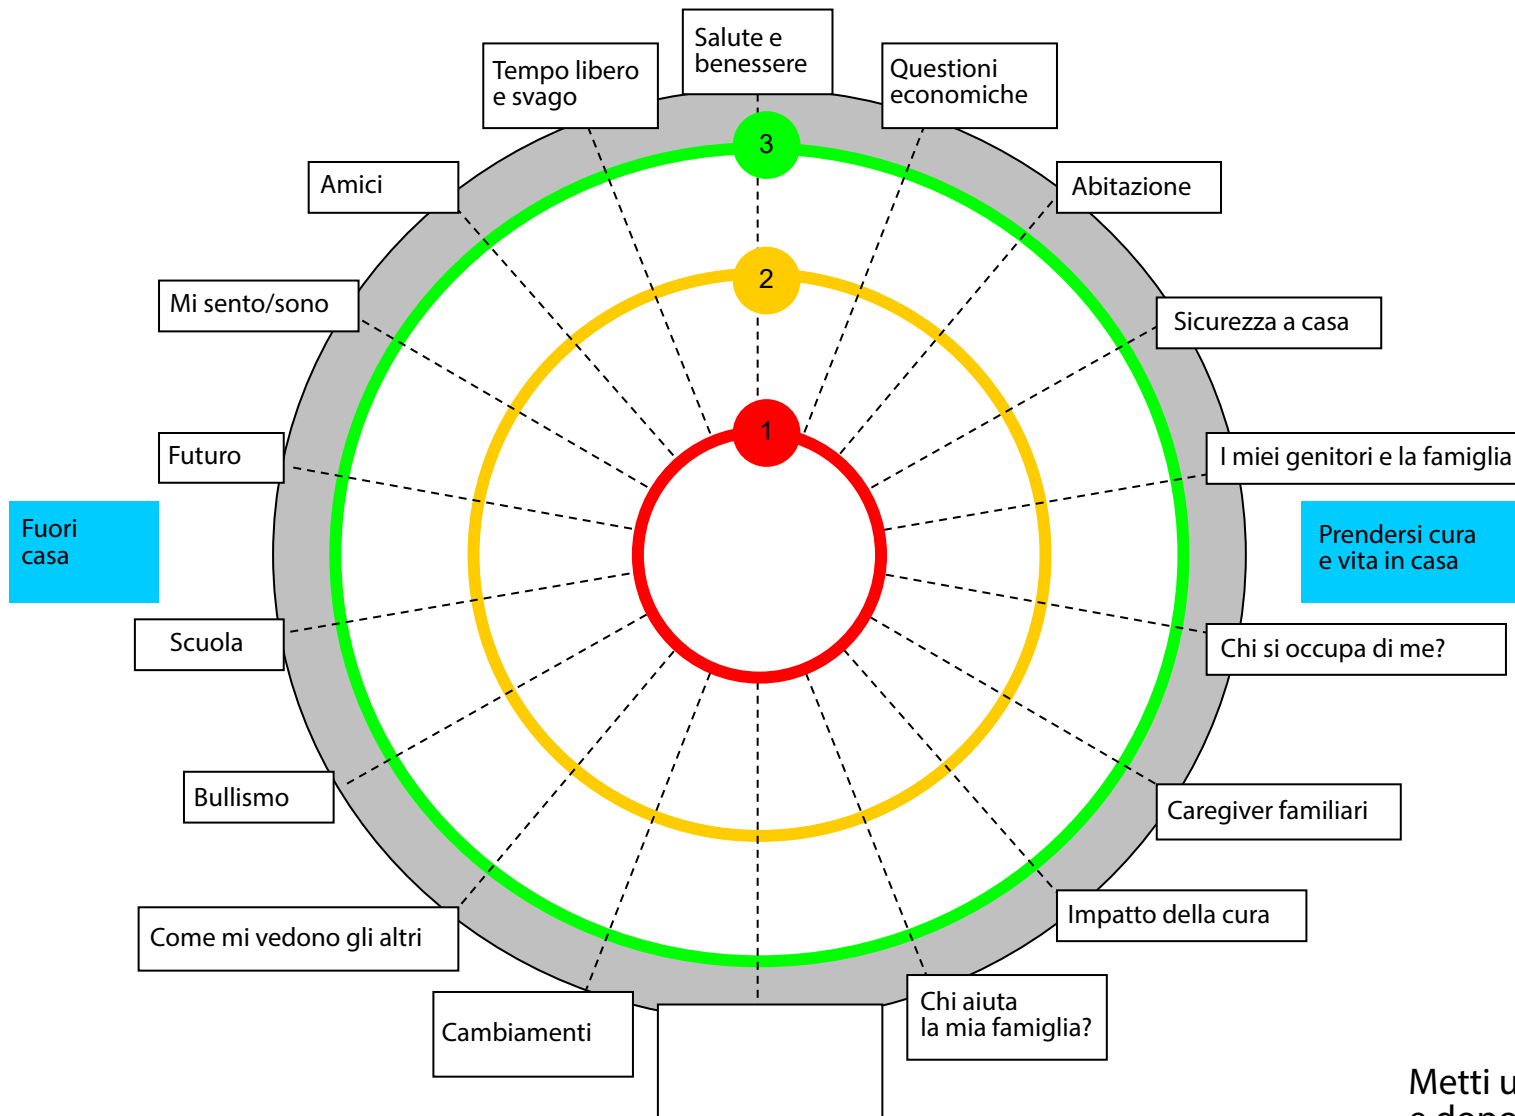 Salute e
benessere
Tempo libero
e svago
Questioni
economiche
3
Amici
Abitazione
2
Mi sento/sono
Sicurezza a casa
1
Futuro
I miei genitori e la famiglia
Fuori
casa
Prendersi cura
e vita in casa
Scuola
Chi si occupa di me?
Bullismo
Caregiver familiari
Come mi vedono gli altri
Impatto della cura
Cambiamenti
Chi aiuta
la mia famiglia?
Metti